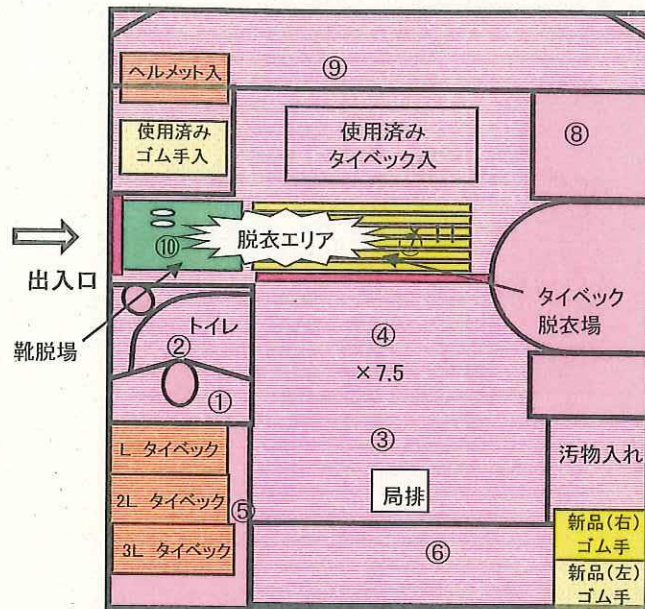 ⑨
ヘルメット入
使用済み
ゴム手入
使用済み
タイベック入
⑧
⑩
脱衣エリア
出入口
靴脱場
タイベック
脱衣場
トイレ
②
①
④
×7.5
③
局排
L タイベック
2L タイベック
3L タイベック
⑤
⑥
汚物入れ
新品(右)
ゴム手
新品(左)
ゴム手